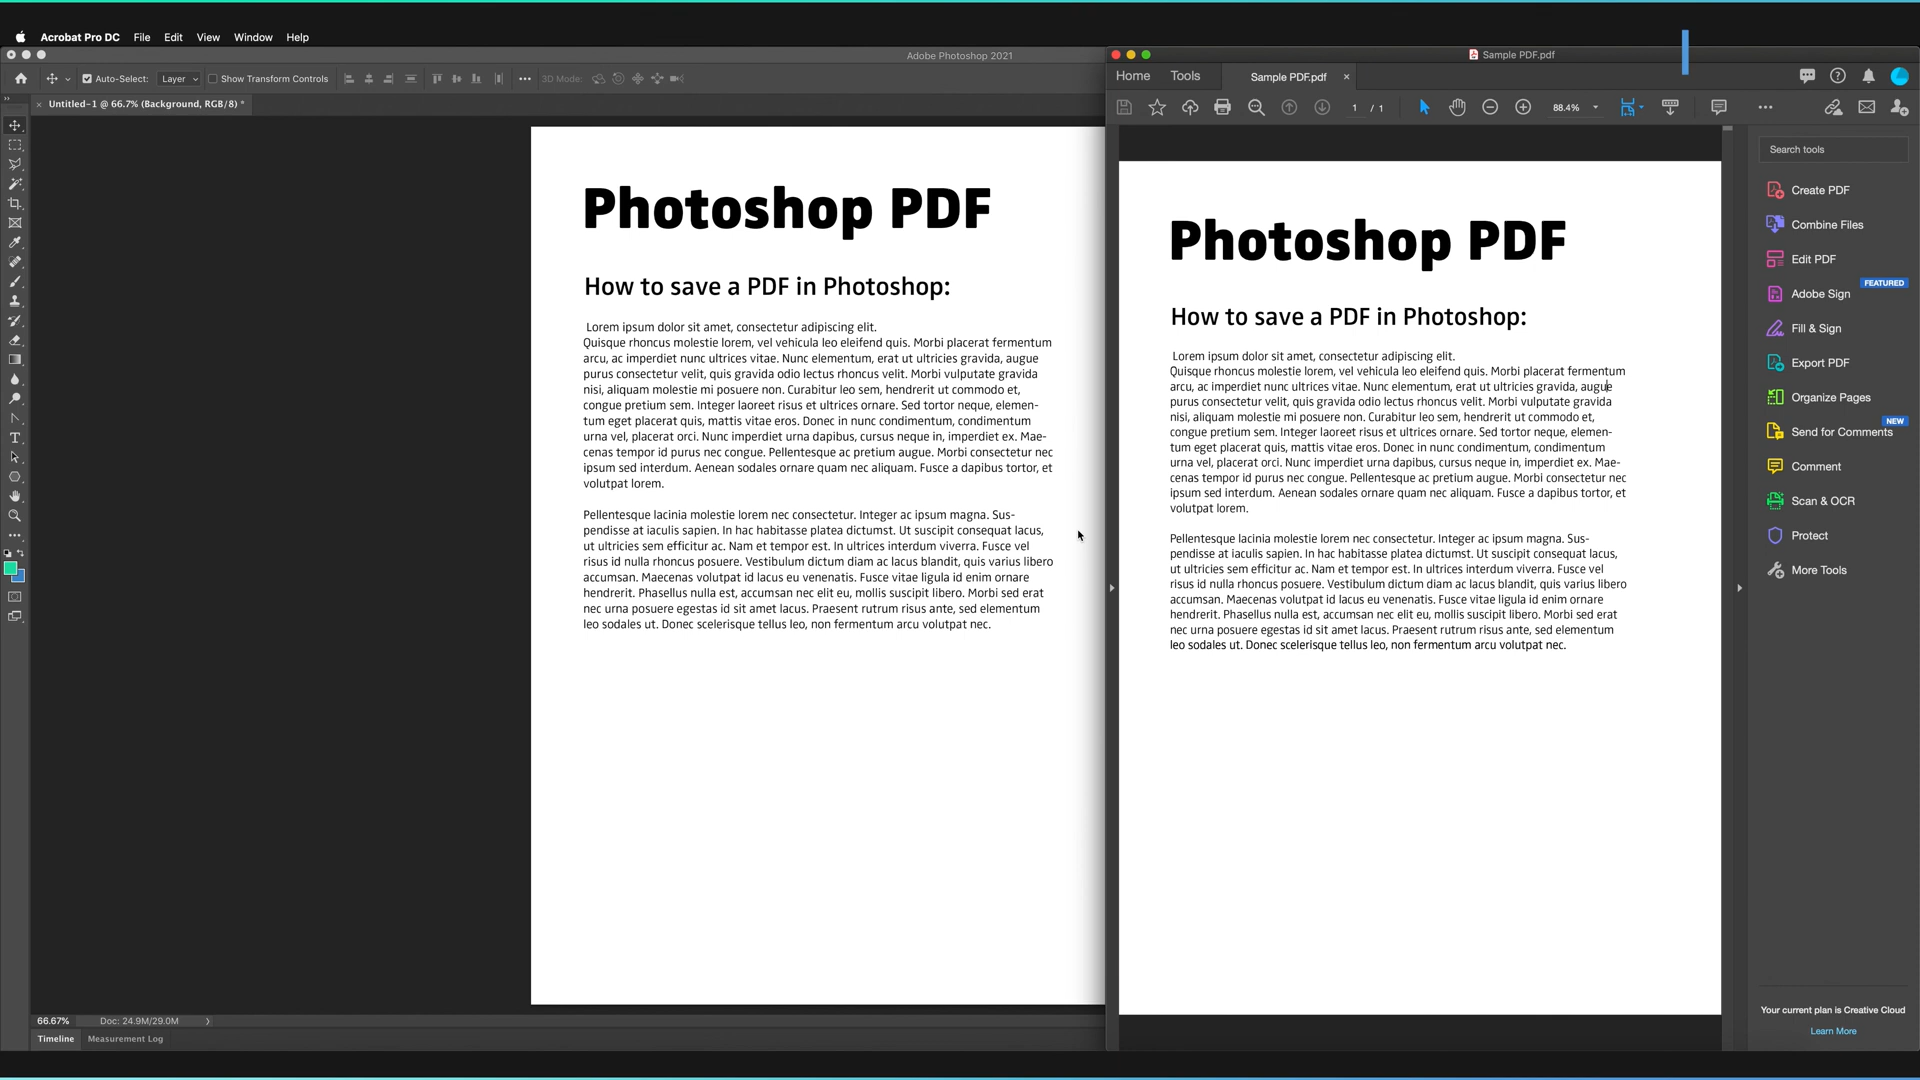 Acrobat Pro DC File Edit View Window Help
Adobe Photoshop 2021
Auto-Select: Layer Show Transform Controls 3D Mode:
Untitled-1 @ 66.7% (Background, RGB/8) *
Photoshop PDF
How to save a PDF in Photoshop:
Lorem ipsum dolor sit amet, consectetur adipiscing elit.
Quisque rhoncus molestie lorem, vel vehicula leo eleifend quis. Morbi placerat fermentum
arcu, ac imperdiet nunc ultrices vitae. Nunc elementum, erat ut ultricies gravida, augue
purus consectetur velit, quis gravida odio lectus rhoncus velit. Morbi vulputate gravida
nisi, aliquam molestie mi posuere non. Curabitur leo sem, hendrerit ut commodo et,
congue pretium sem. Integer laoreet risus et ultrices ornare. Sed tortor neque, elemen-
tum eget placerat quis, mattis vitae eros. Donec in nunc condimentum, condimentum
urna vel, placerat orci. Nunc imperdiet urna dapibus, cursus neque in, imperdiet ex. Mae-
cenas tempor id purus nec congue. Pellentesque ac pretium augue. Morbi consectetur nec
ipsum sed interdum. Aenean sodales ornare quam nec aliquam. Fusce a dapibus tortor, et
volutpat lorem.
Pellentesque lacinia molestie lorem nec consectetur. Integer ac ipsum magna. Sus-
pendisse at iaculis sapien. In hac habitasse platea dictumst. Ut suscipit consequat lacus,
ut ultricies sem efficitur ac. Nam et tempor est. In ultrices interdum viverra. Fusce vel
risus id nulla rhoncus posuere. Vestibulum dictum diam ac lacus blandit, quis varius libero
accumsan. Maecenas volutpat id lacus eu venenatis. Fusce vitae ligula id enim ornare
hendrerit. Phasellus nulla est, accumsan nec elit eu, mollis suscipit libero. Morbi sed erat
nec urna posuere egestas id sit amet lacus. Praesent rutrum risus ante, sed elementum
leo sodales ut. Donec scelerisque tellus leo, non fermentum arcu volutpat nec.
66.67% Doc: 24.9M/29.0M
Timeline Measurement Log
Sample PDF.pdf
Home Tools Sample PDF.pdf
1 / 1 88.4%
Photoshop PDF
How to save a PDF in Photoshop:
Lorem ipsum dolor sit amet, consectetur adipiscing elit.
Quisque rhoncus molestie lorem, vel vehicula leo eleifend quis. Morbi placerat fermentum
arcu, ac imperdiet nunc ultrices vitae. Nunc elementum, erat ut ultricies gravida, augue
purus consectetur velit, quis gravida odio lectus rhoncus velit. Morbi vulputate gravida
nisi, aliquam molestie mi posuere non. Curabitur leo sem, hendrerit ut commodo et,
congue pretium sem. Integer laoreet risus et ultrices ornare. Sed tortor neque, elemen-
tum eget placerat quis, mattis vitae eros. Donec in nunc condimentum, condimentum
urna vel, placerat orci. Nunc imperdiet urna dapibus, cursus neque in, imperdiet ex. Mae-
cenas tempor id purus nec congue. Pellentesque ac pretium augue. Morbi consectetur nec
ipsum sed interdum. Aenean sodales ornare quam nec aliquam. Fusce a dapibus tortor, et
volutpat lorem.
Pellentesque lacinia molestie lorem nec consectetur. Integer ac ipsum magna. Sus-
pendisse at iaculis sapien. In hac habitasse platea dictumst. Ut suscipit consequat lacus,
ut ultricies sem efficitur ac. Nam et tempor est. In ultrices interdum viverra. Fusce vel
risus id nulla rhoncus posuere. Vestibulum dictum diam ac lacus blandit, quis varius libero
accumsan. Maecenas volutpat id lacus eu venenatis. Fusce vitae ligula id enim ornare
hendrerit. Phasellus nulla est, accumsan nec elit eu, mollis suscipit libero. Morbi sed erat
nec urna posuere egestas id sit amet lacus. Praesent rutrum risus ante, sed elementum
leo sodales ut. Donec scelerisque tellus leo, non fermentum arcu volutpat nec.
Search tools
Create PDF
Combine Files
Edit PDF
FEATURED
Adobe Sign
Fill & Sign
Export PDF
Organize Pages
NEW
Send for Comments
Comment
Scan & OCR
Protect
More Tools
Your current plan is Creative Cloud
Learn More